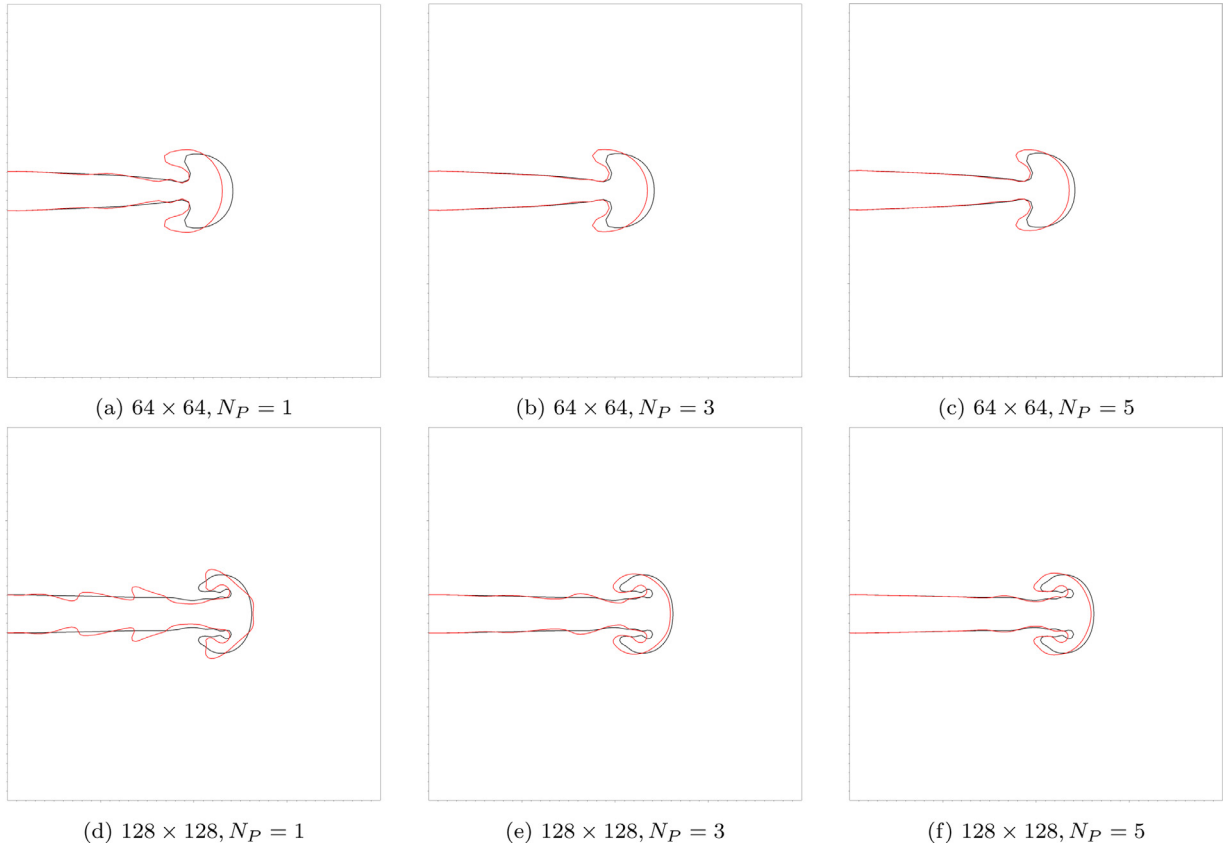 (a) 64 × 64, N_P = 1
(b) 64 × 64, N_P = 3
(c) 64 × 64, N_P = 5
(d) 128 × 128, N_P = 1
(e) 128 × 128, N_P = 3
(f) 128 × 128, N_P = 5